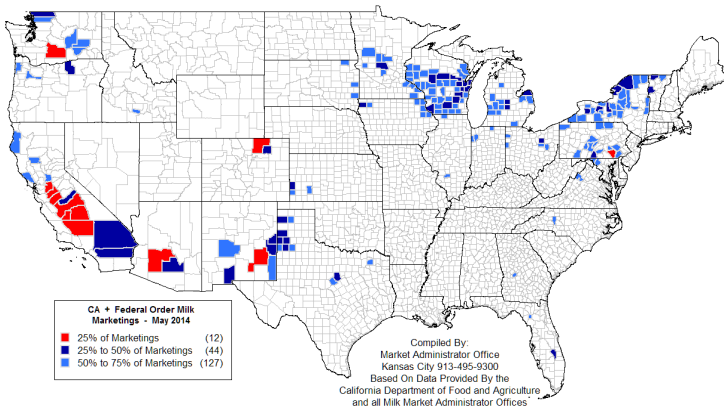 CA + Federal Order Milk
Marketings - May 2014
25% of Marketings (12)
25% to 50% of Marketings (44)
50% to 75% of Marketings (127)
Compiled By:
Market Administrator Office
Kansas City 913-495-9300
Based On Data Provided By the
California Department of Food and Agriculture
and all Milk Market Administrator Offices